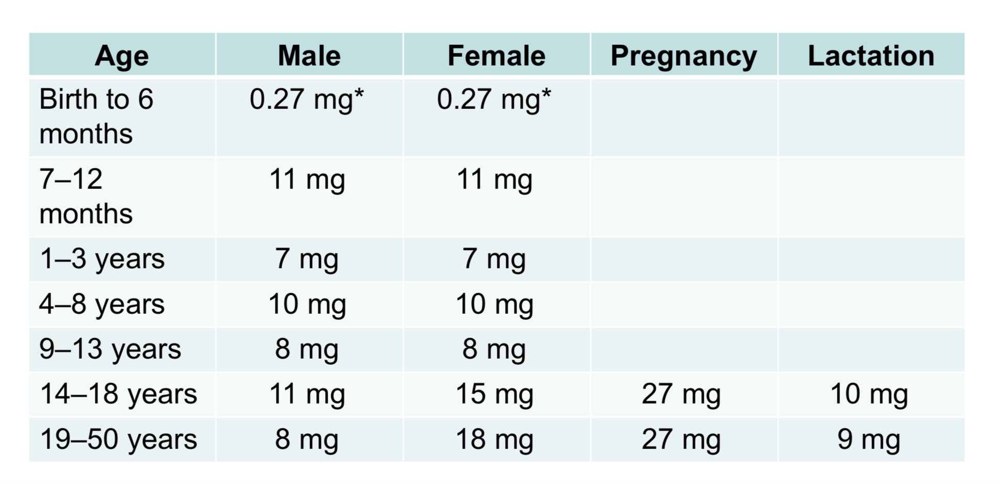 Age Male Female Pregnancy Lactation
Birth to 6 0.27 mg* 0.27 mg*
months
7–12 11 mg 11 mg
months
1–3 years 7 mg 7 mg
4–8 years 10 mg 10 mg
9–13 years 8 mg 8 mg
14–18 years 11 mg 15 mg 27 mg 10 mg
19–50 years 8 mg 18 mg 27 mg 9 mg